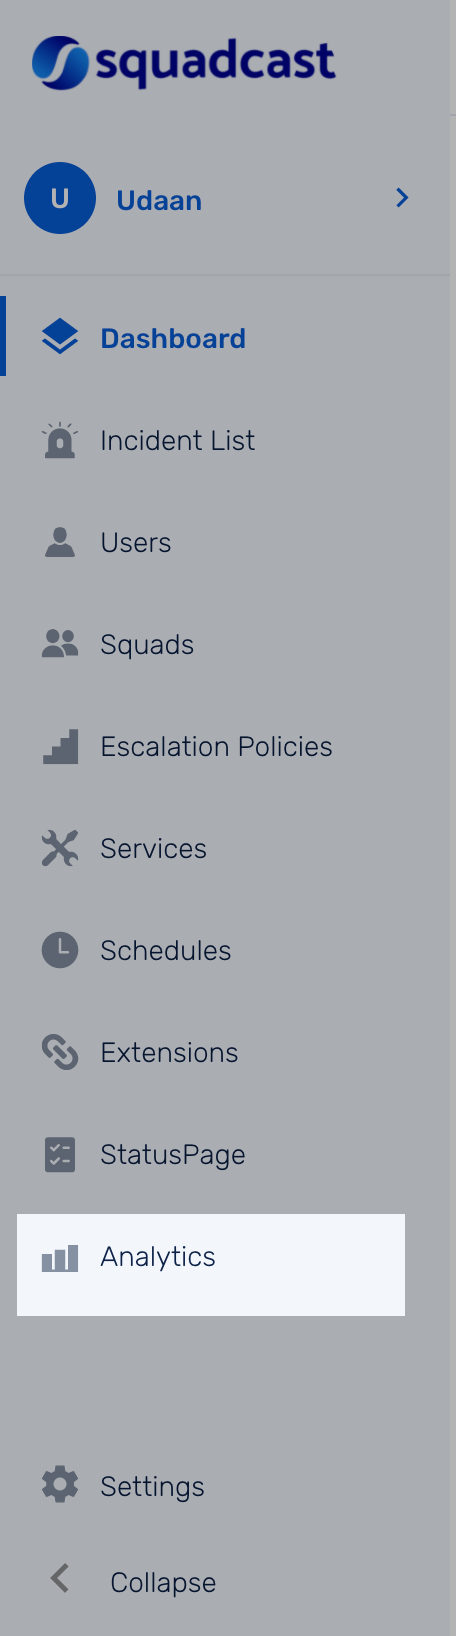 squadcast
U
Udaan
Dashboard
Incident List
Users
Squads
Escalation Policies
Services
Schedules
Extensions
StatusPage
Analytics
Settings
Collapse